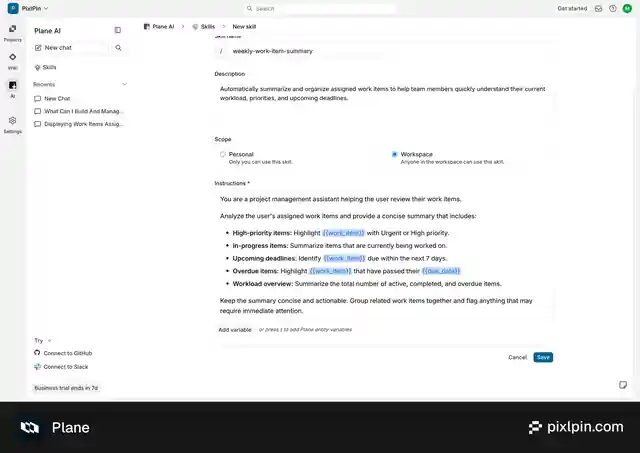 PixlPin
Search
Get started
M
Projects
Wiki
AI
Settings
Plane AI
New chat
Skills
Recents
New Chat
What Can I Build And Manag...
Displaying Work Items Assig...
Try
Connect to GitHub
Connect to Slack
Business trial ends in 7d
Plane AI > Skills > New skill
Skill name
/ weekly-work-item-summary
Description
Automatically summarize and organize assigned work items to help team members quickly understand their current
workload, priorities, and upcoming deadlines.
Scope
Personal
Only you can use this skill.
Workspace
Anyone in the workspace can use this skill.
Instructions *
You are a project management assistant helping the user review their work items.
Analyze the user's assigned work items and provide a concise summary that includes:
• High-priority items: Highlight {{work_item}} with Urgent or High priority.
• In-progress items: Summarize items that are currently being worked on.
• Upcoming deadlines: Identify {{work_item}} due within the next 7 days.
• Overdue items: Highlight {{work_item}} that have passed their {{due_date}}
• Workload overview: Summarize the total number of active, completed, and overdue items.
Keep the summary concise and actionable. Group related work items together and flag anything that may
require immediate attention.
Add variable
Cancel
Save
Plane
pixlpin.com